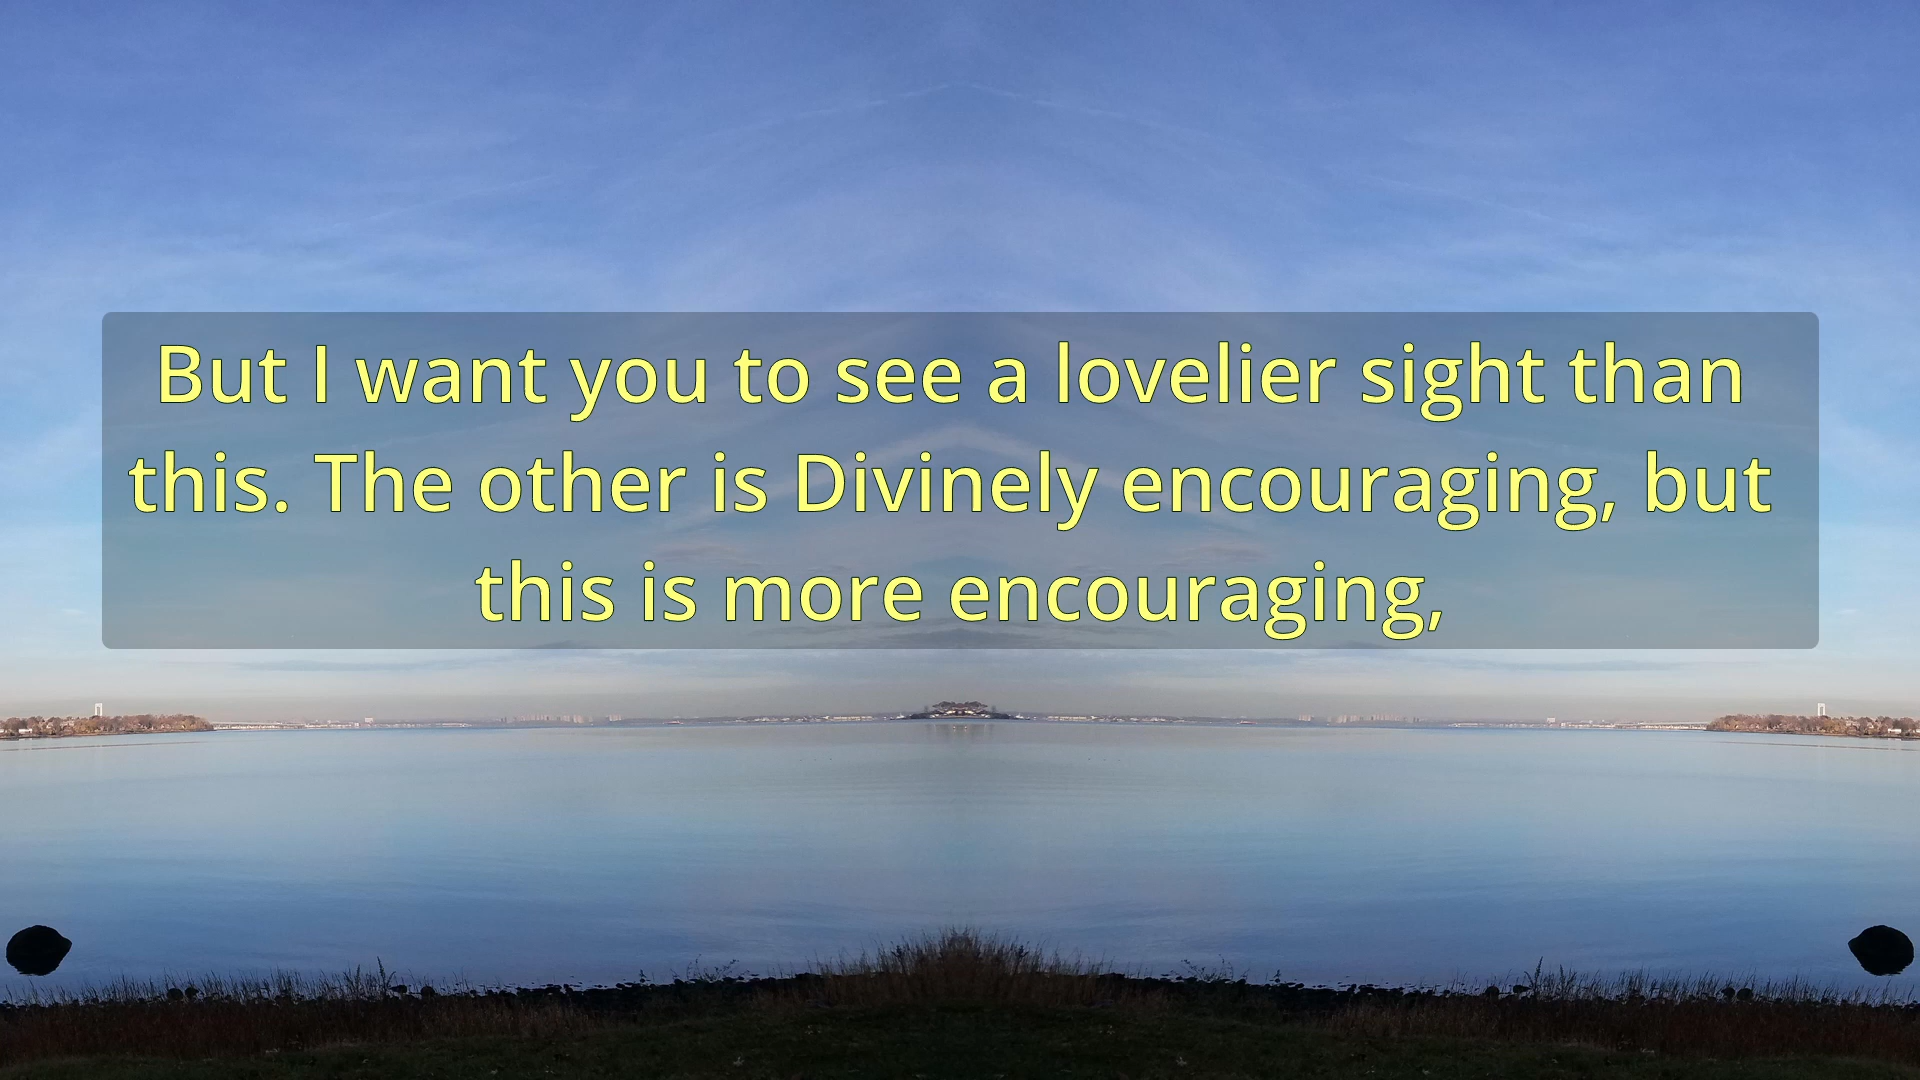 But I want you to see a lovelier sight than
this. The other is Divinely encouraging, but
this is more encouraging,